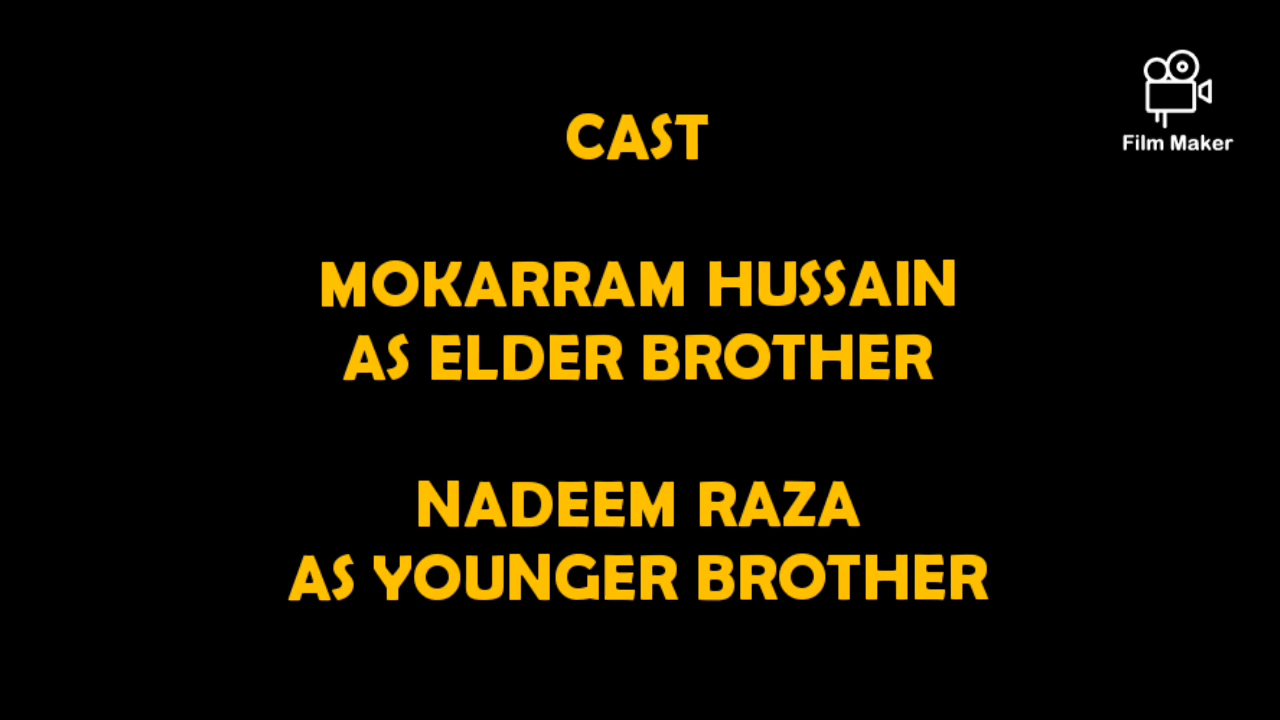 CAST
Film Maker
MOKARRAM HUSSAIN
AS ELDER BROTHER
NADEEM RAZA
AS YOUNGER BROTHER